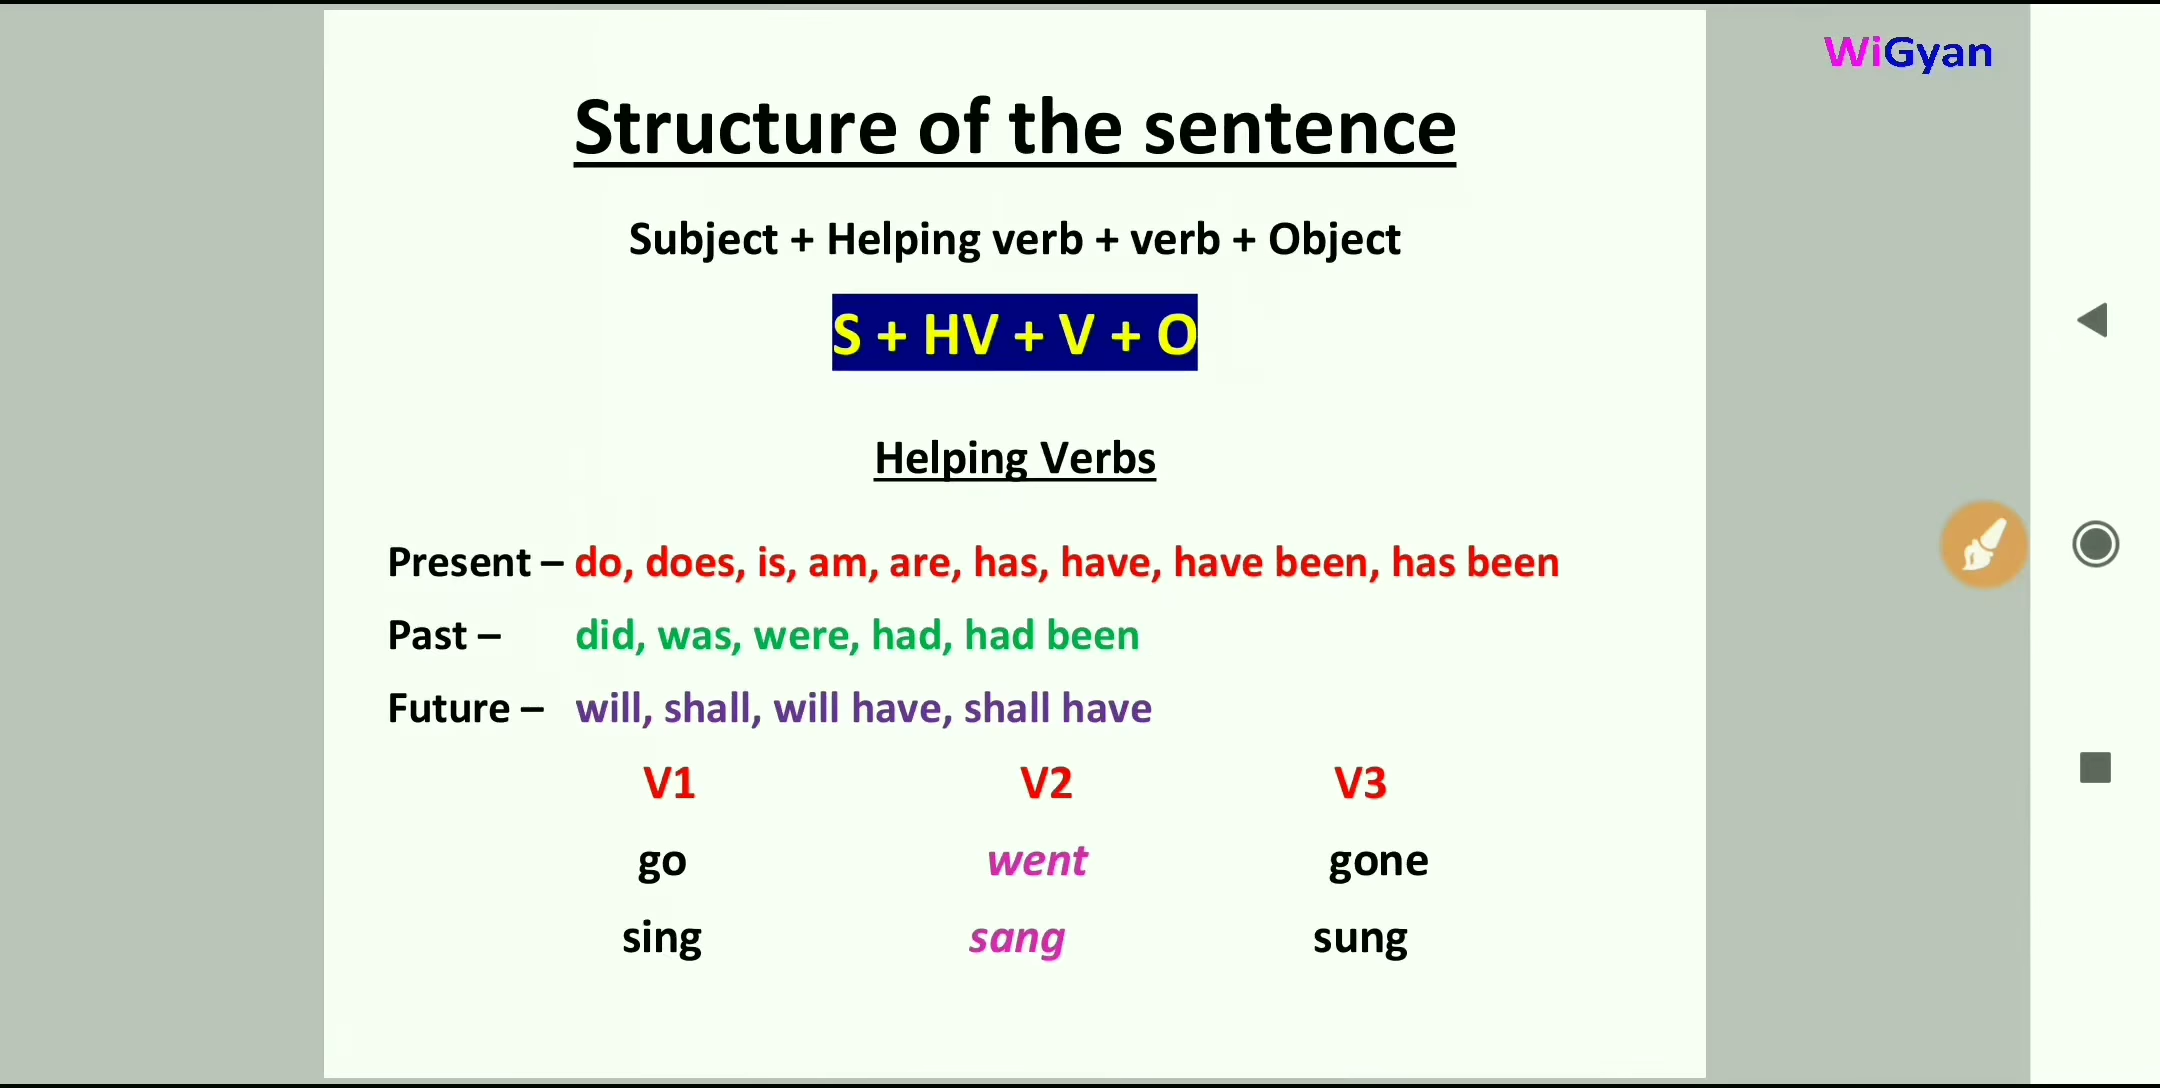 WiGyan
Structure of the sentence
Subject + Helping verb + verb + Object
S + HV + V + O
Helping Verbs
Present – do, does, is, am, are, has, have, have been, has been
Past – did, was, were, had, had been
Future – will, shall, will have, shall have
V1 V2 V3
go went gone
sing sang sung